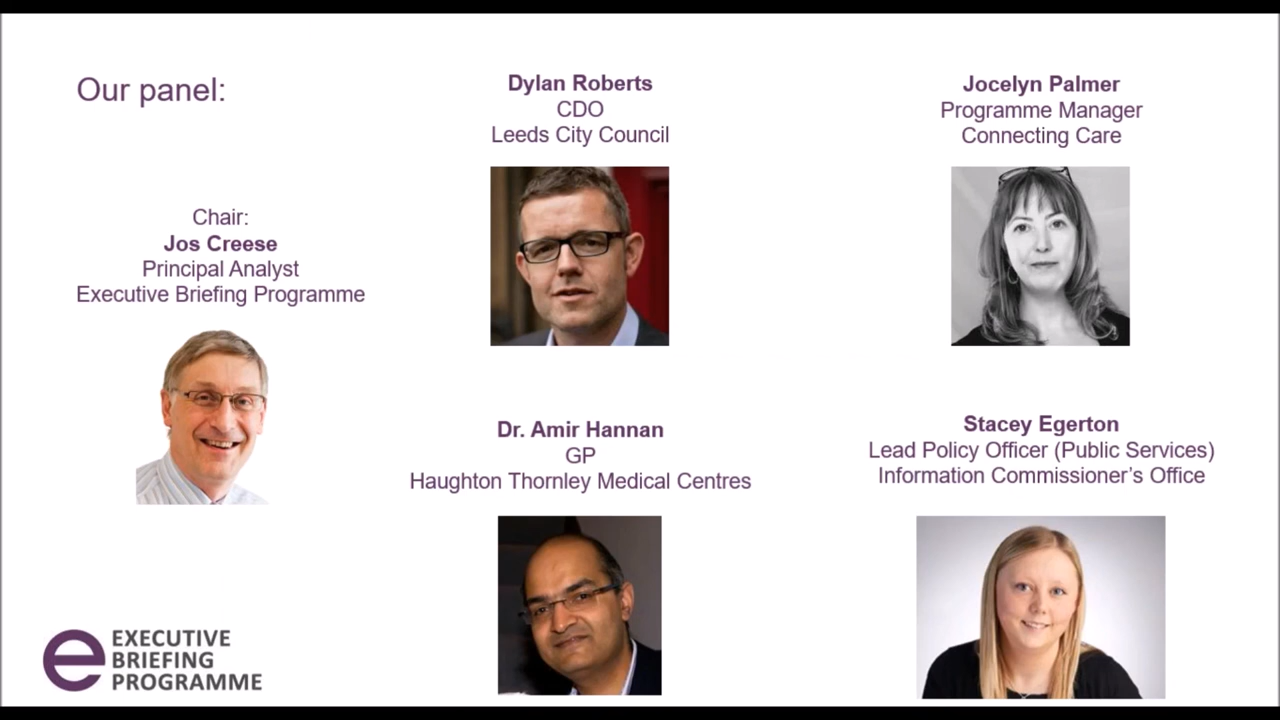 Our panel:
Chair:
Jos Creese
Principal Analyst
Executive Briefing Programme
Dylan Roberts
CDO
Leeds City Council
Jocelyn Palmer
Programme Manager
Connecting Care
Dr. Amir Hannan
GP
Haughton Thornley Medical Centres
Stacey Egerton
Lead Policy Officer (Public Services)
Information Commissioner's Office
e EXECUTIVE
BRIEFING
PROGRAMME